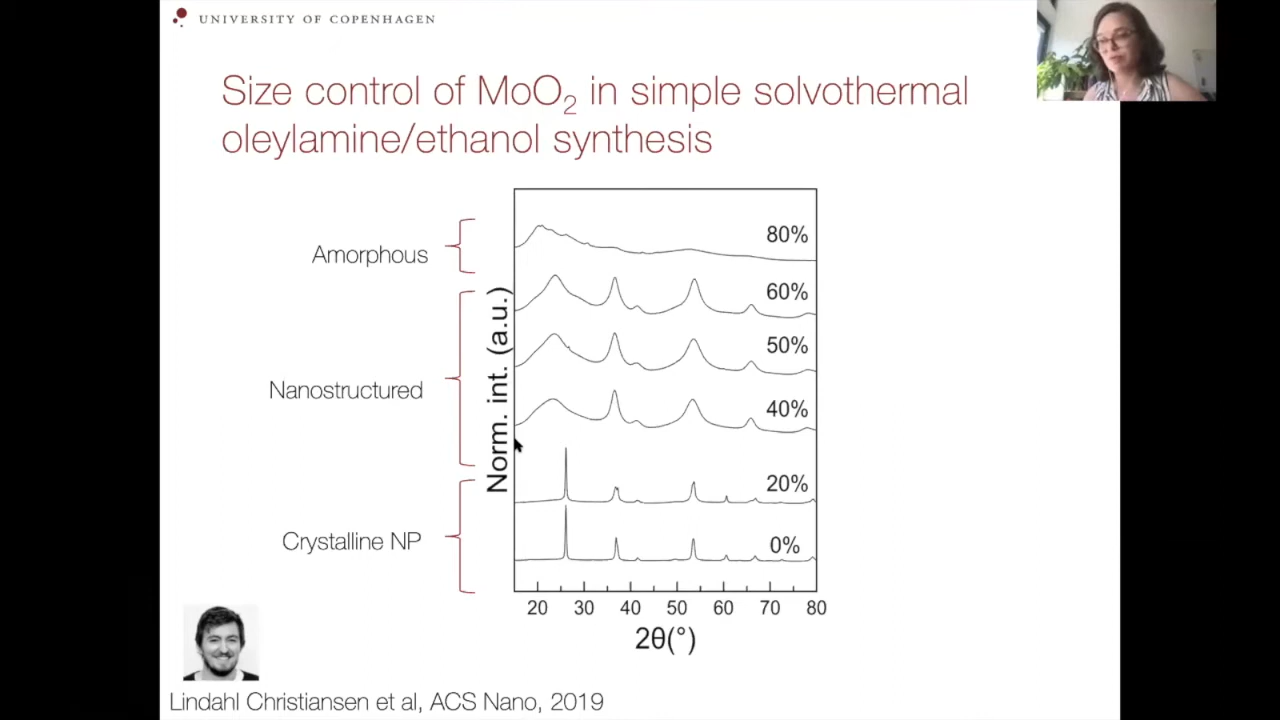 UNIVERSITY OF COPENHAGEN
Size control of MoO₂ in simple solvothermal
oleylamine/ethanol synthesis
Amorphous
Nanostructured
Crystalline NP
Norm. int. (a.u.)
80%
60%
50%
40%
20%
0%
20 30 40 50 60 70 80
2θ(°)
Lindahl Christiansen et al, ACS Nano, 2019